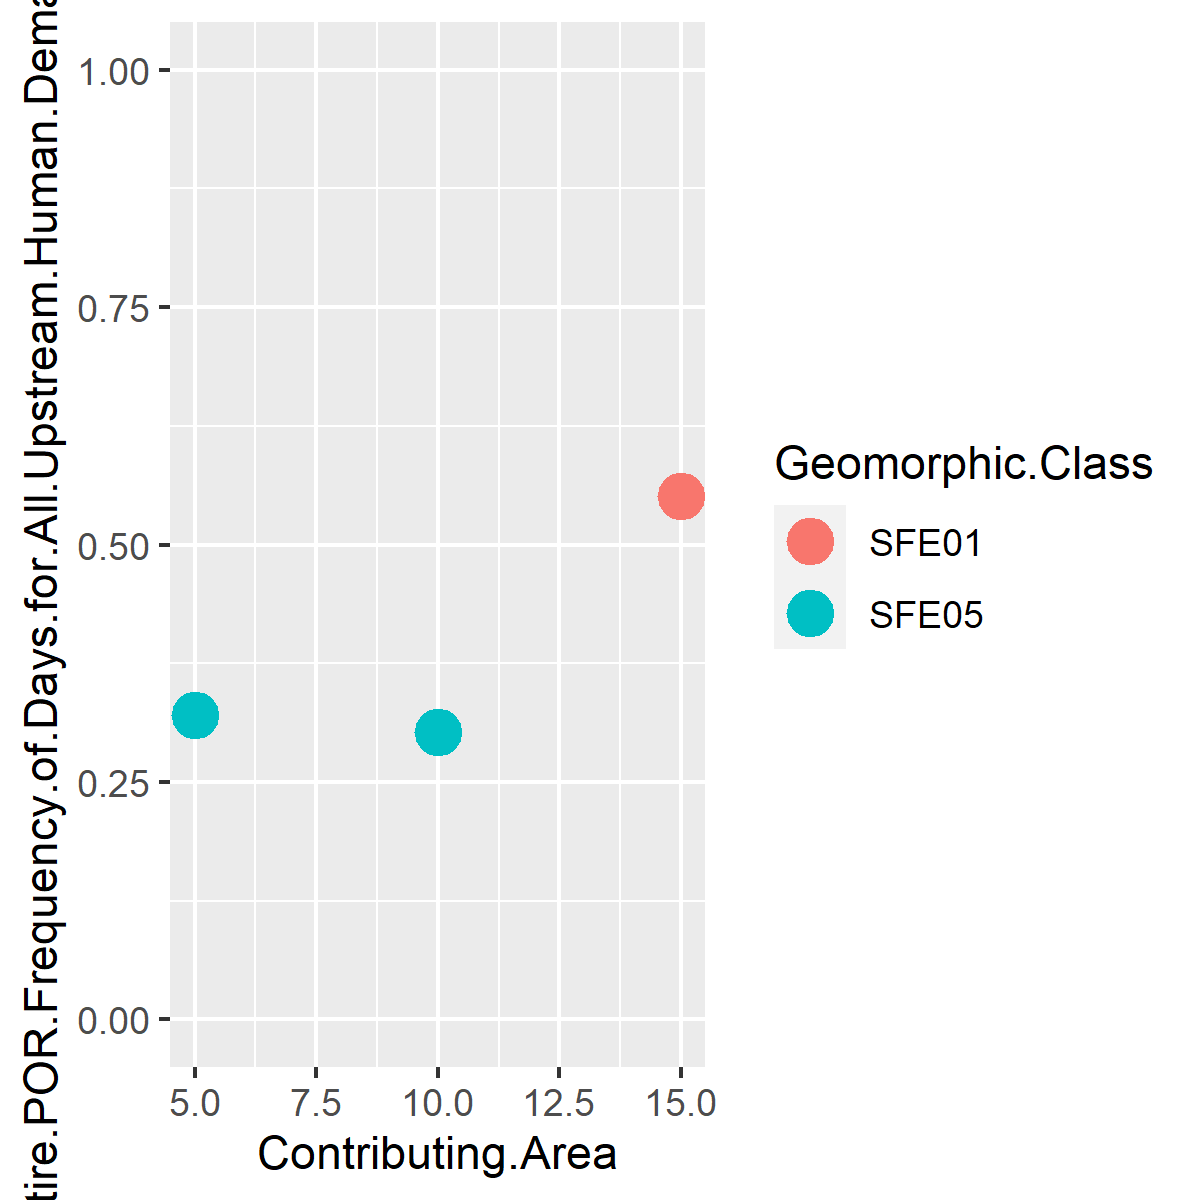 tire.POR.Frequency.of.Days.for.All.Upstream.Human.Dema
1.00
0.75
0.50
0.25
0.00
5.0 7.5 10.0 12.5 15.0
Contributing.Area
Geomorphic.Class
SFE01
SFE05